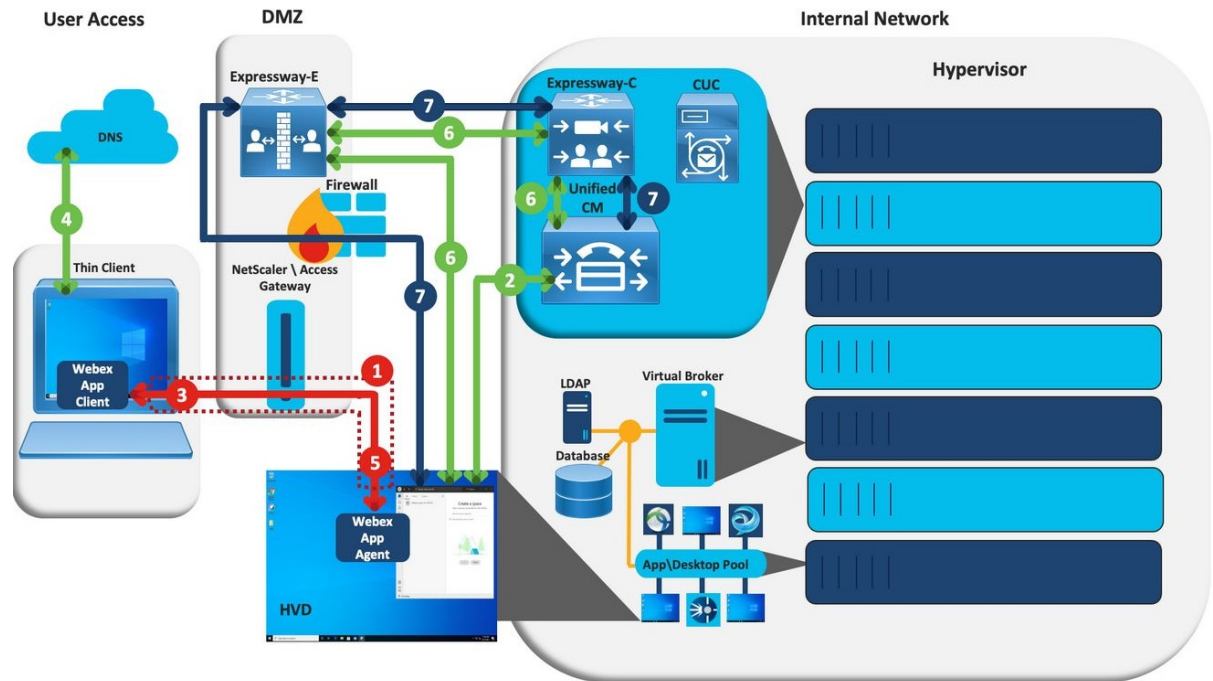 User Access
DMZ
Internal Network
Expressway-E
Expressway-C
CUC
Hypervisor
DNS
7
6
4
Firewall
6
Unified
CM
7
Thin Client
NetScaler \ Access
Gateway
6
2
7
Webex
App
Client
3
1
LDAP
Virtual Broker
Database
5
Create a space
Webex
App
Agent
App\Desktop Pool
HVD